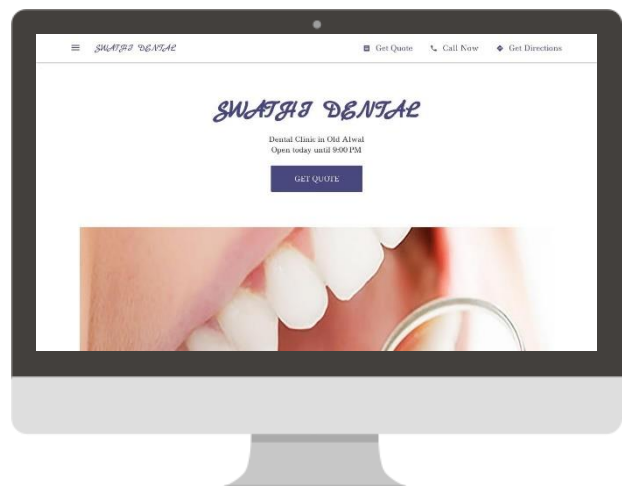 SWATHI DENTAL
Get Quote
Call Now
Get Directions
SWATHI DENTAL
Dental Clinic in Old Alwal
Open today until 9:00 PM
GET QUOTE